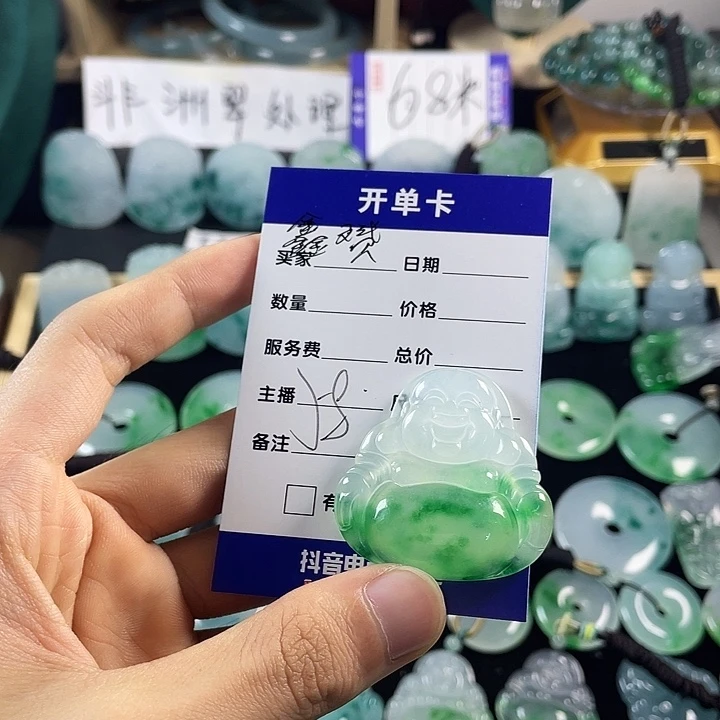 非洲翠处理
68米
开单卡
买家
日期
数量
价格
服务费
总价
主播
备注
有
抖音电